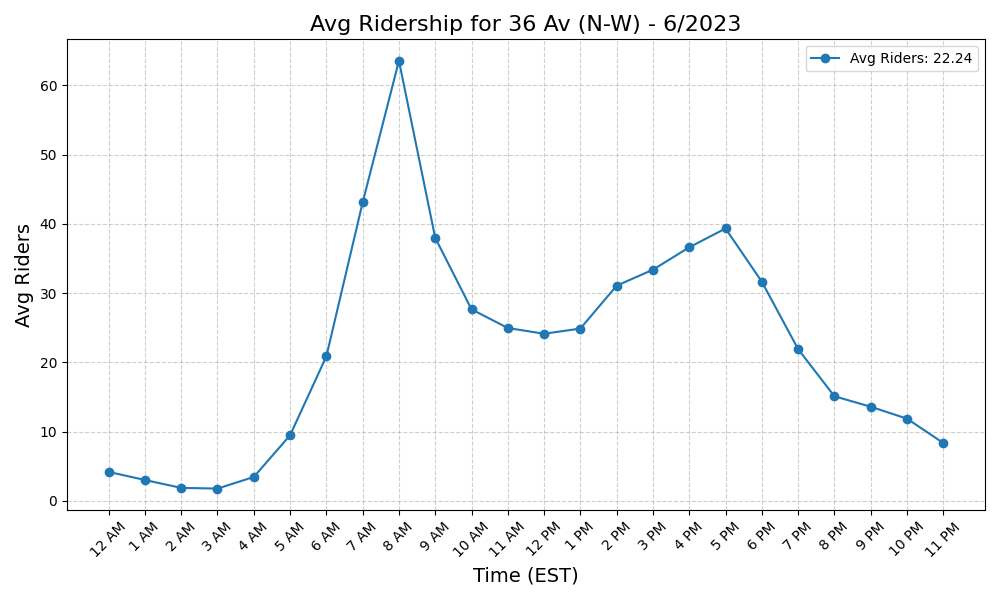 Avg Ridership for 36 Av (N-W) - 6/2023
Avg Riders: 22.24
Avg Riders
60
50
40
30
20
10
0
12 AM
1 AM
2 AM
3 AM
4 AM
5 AM
6 AM
7 AM
8 AM
9 AM
10 AM
11 AM
12 PM
1 PM
2 PM
3 PM
4 PM
5 PM
6 PM
7 PM
8 PM
9 PM
10 PM
11 PM
Time (EST)